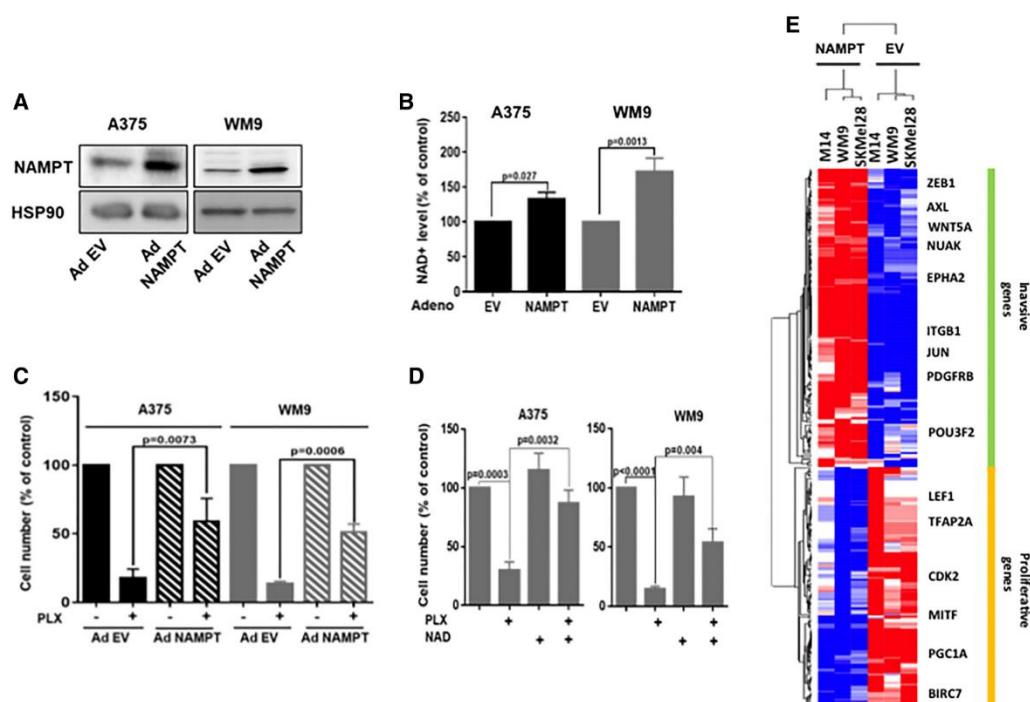 A
A375 WM9
NAMPT
HSP90
Ad EV
Ad NAMPT
Ad EV
Ad NAMPT
B
A375 WM9
NAD+ level (% of control)
250
200
150
100
50
0
p=0.027
p=0.0013
Adeno EV NAMPT EV NAMPT
C
Cell number (% of control)
150
100
50
0
A375 WM9
p=0.0073
p=0.0006
PLX - + - + - + - +
Ad EV Ad NAMPT Ad EV Ad NAMPT
D
Cell number (% of control)
A375
150
100
50
0
p=0.0003
p=0.0032
WM9
150
100
50
0
p<0.0001
p=0.004
PLX + + + +
NAD + + + +
E
NAMPT EV
M14
WM9
SKMel28
M14
WM9
SKMel28
ZEB1
AXL
WNT5A
NUAK
EPHA2
ITGB1
JUN
PDGFRB
POU3F2
Inavsive genes
LEF1
TFAP2A
CDK2
MITF
PGC1A
BIRC7
Proliferative genes